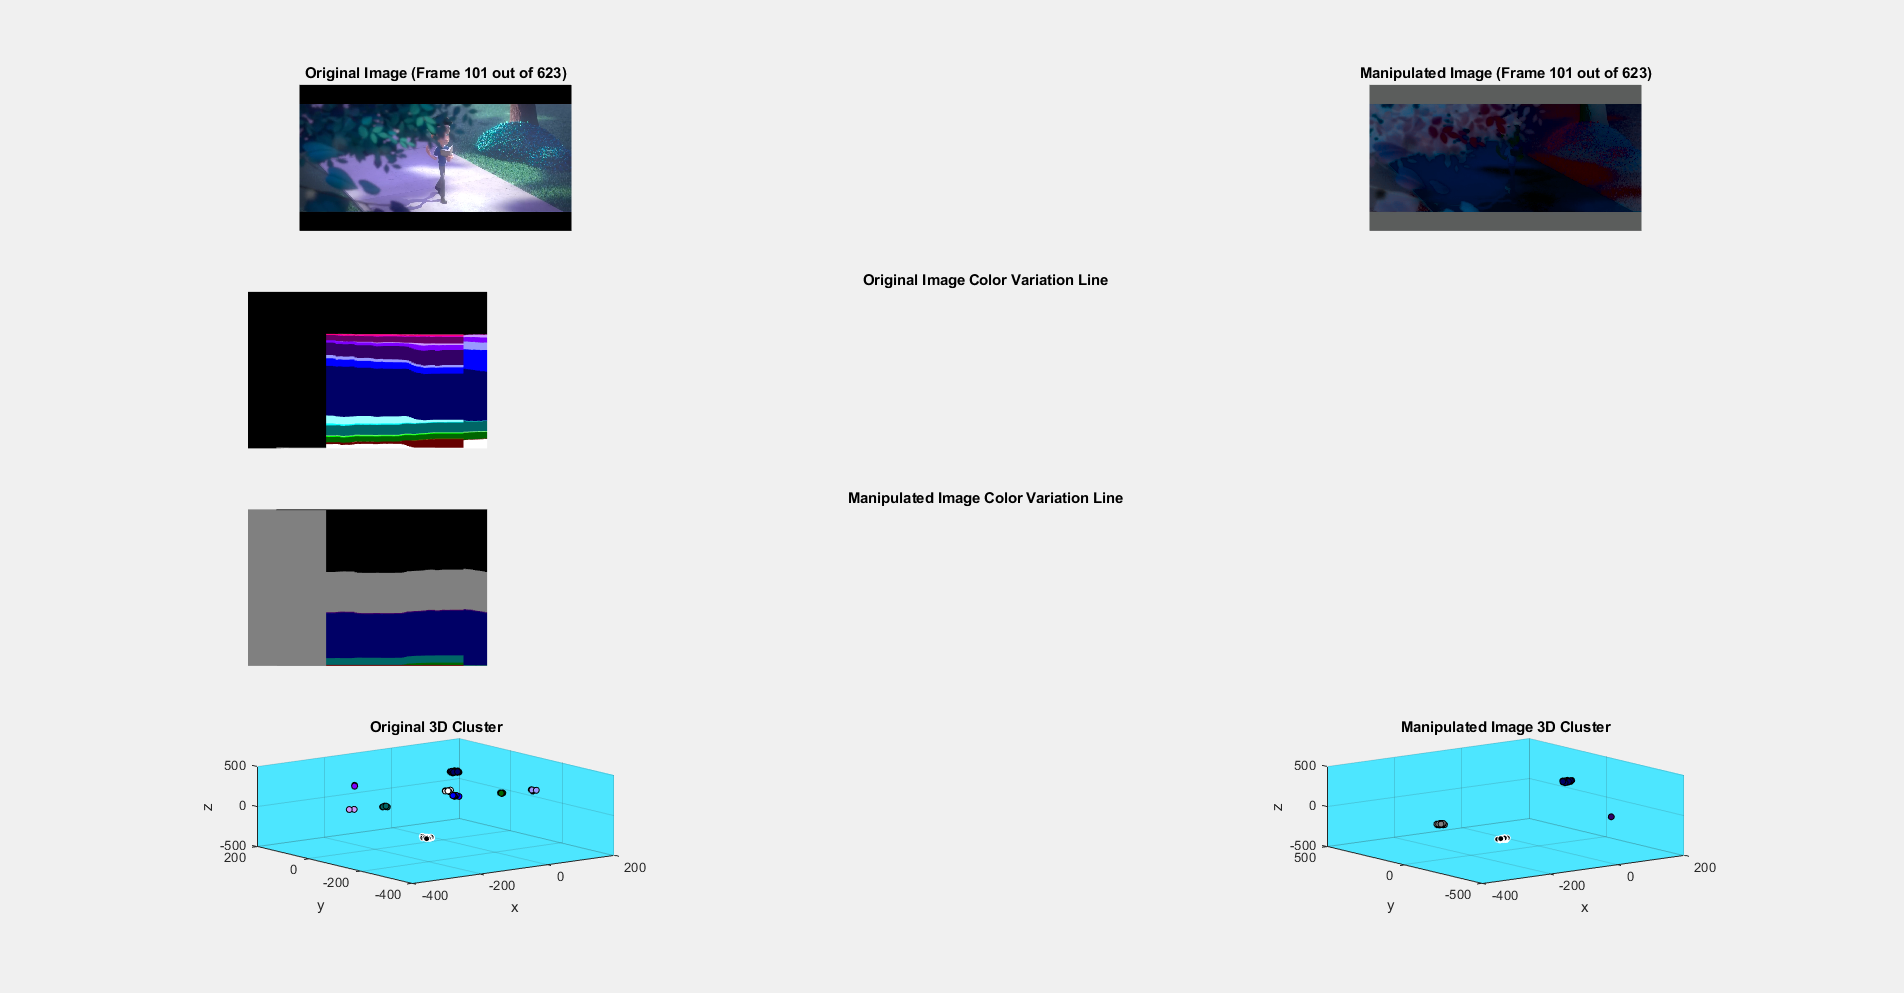 Original Image (Frame 101 out of 623)
Manipulated Image (Frame 101 out of 623)
Original Image Color Variation Line
Manipulated Image Color Variation Line
Original 3D Cluster
500
0
-500
z
200
0
-200
-400
y
-400
-200
0
200
x
Manipulated Image 3D Cluster
500
0
-500
z
500
0
-500
y
-400
-200
0
200
x